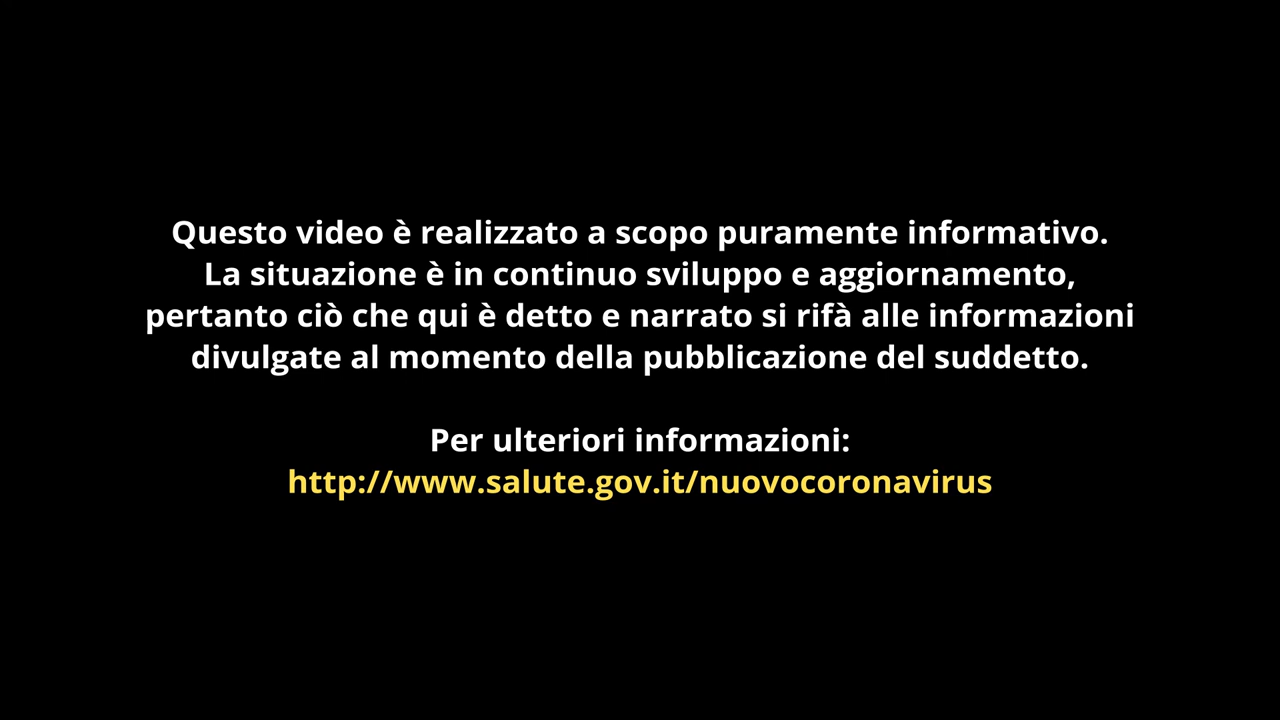 Questo video è realizzato a scopo puramente informativo.
La situazione è in continuo sviluppo e aggiornamento,
pertanto ciò che qui è detto e narrato si rifà alle informazioni
divulgate al momento della pubblicazione del suddetto.
Per ulteriori informazioni:
http://www.salute.gov.it/nuovocoronavirus